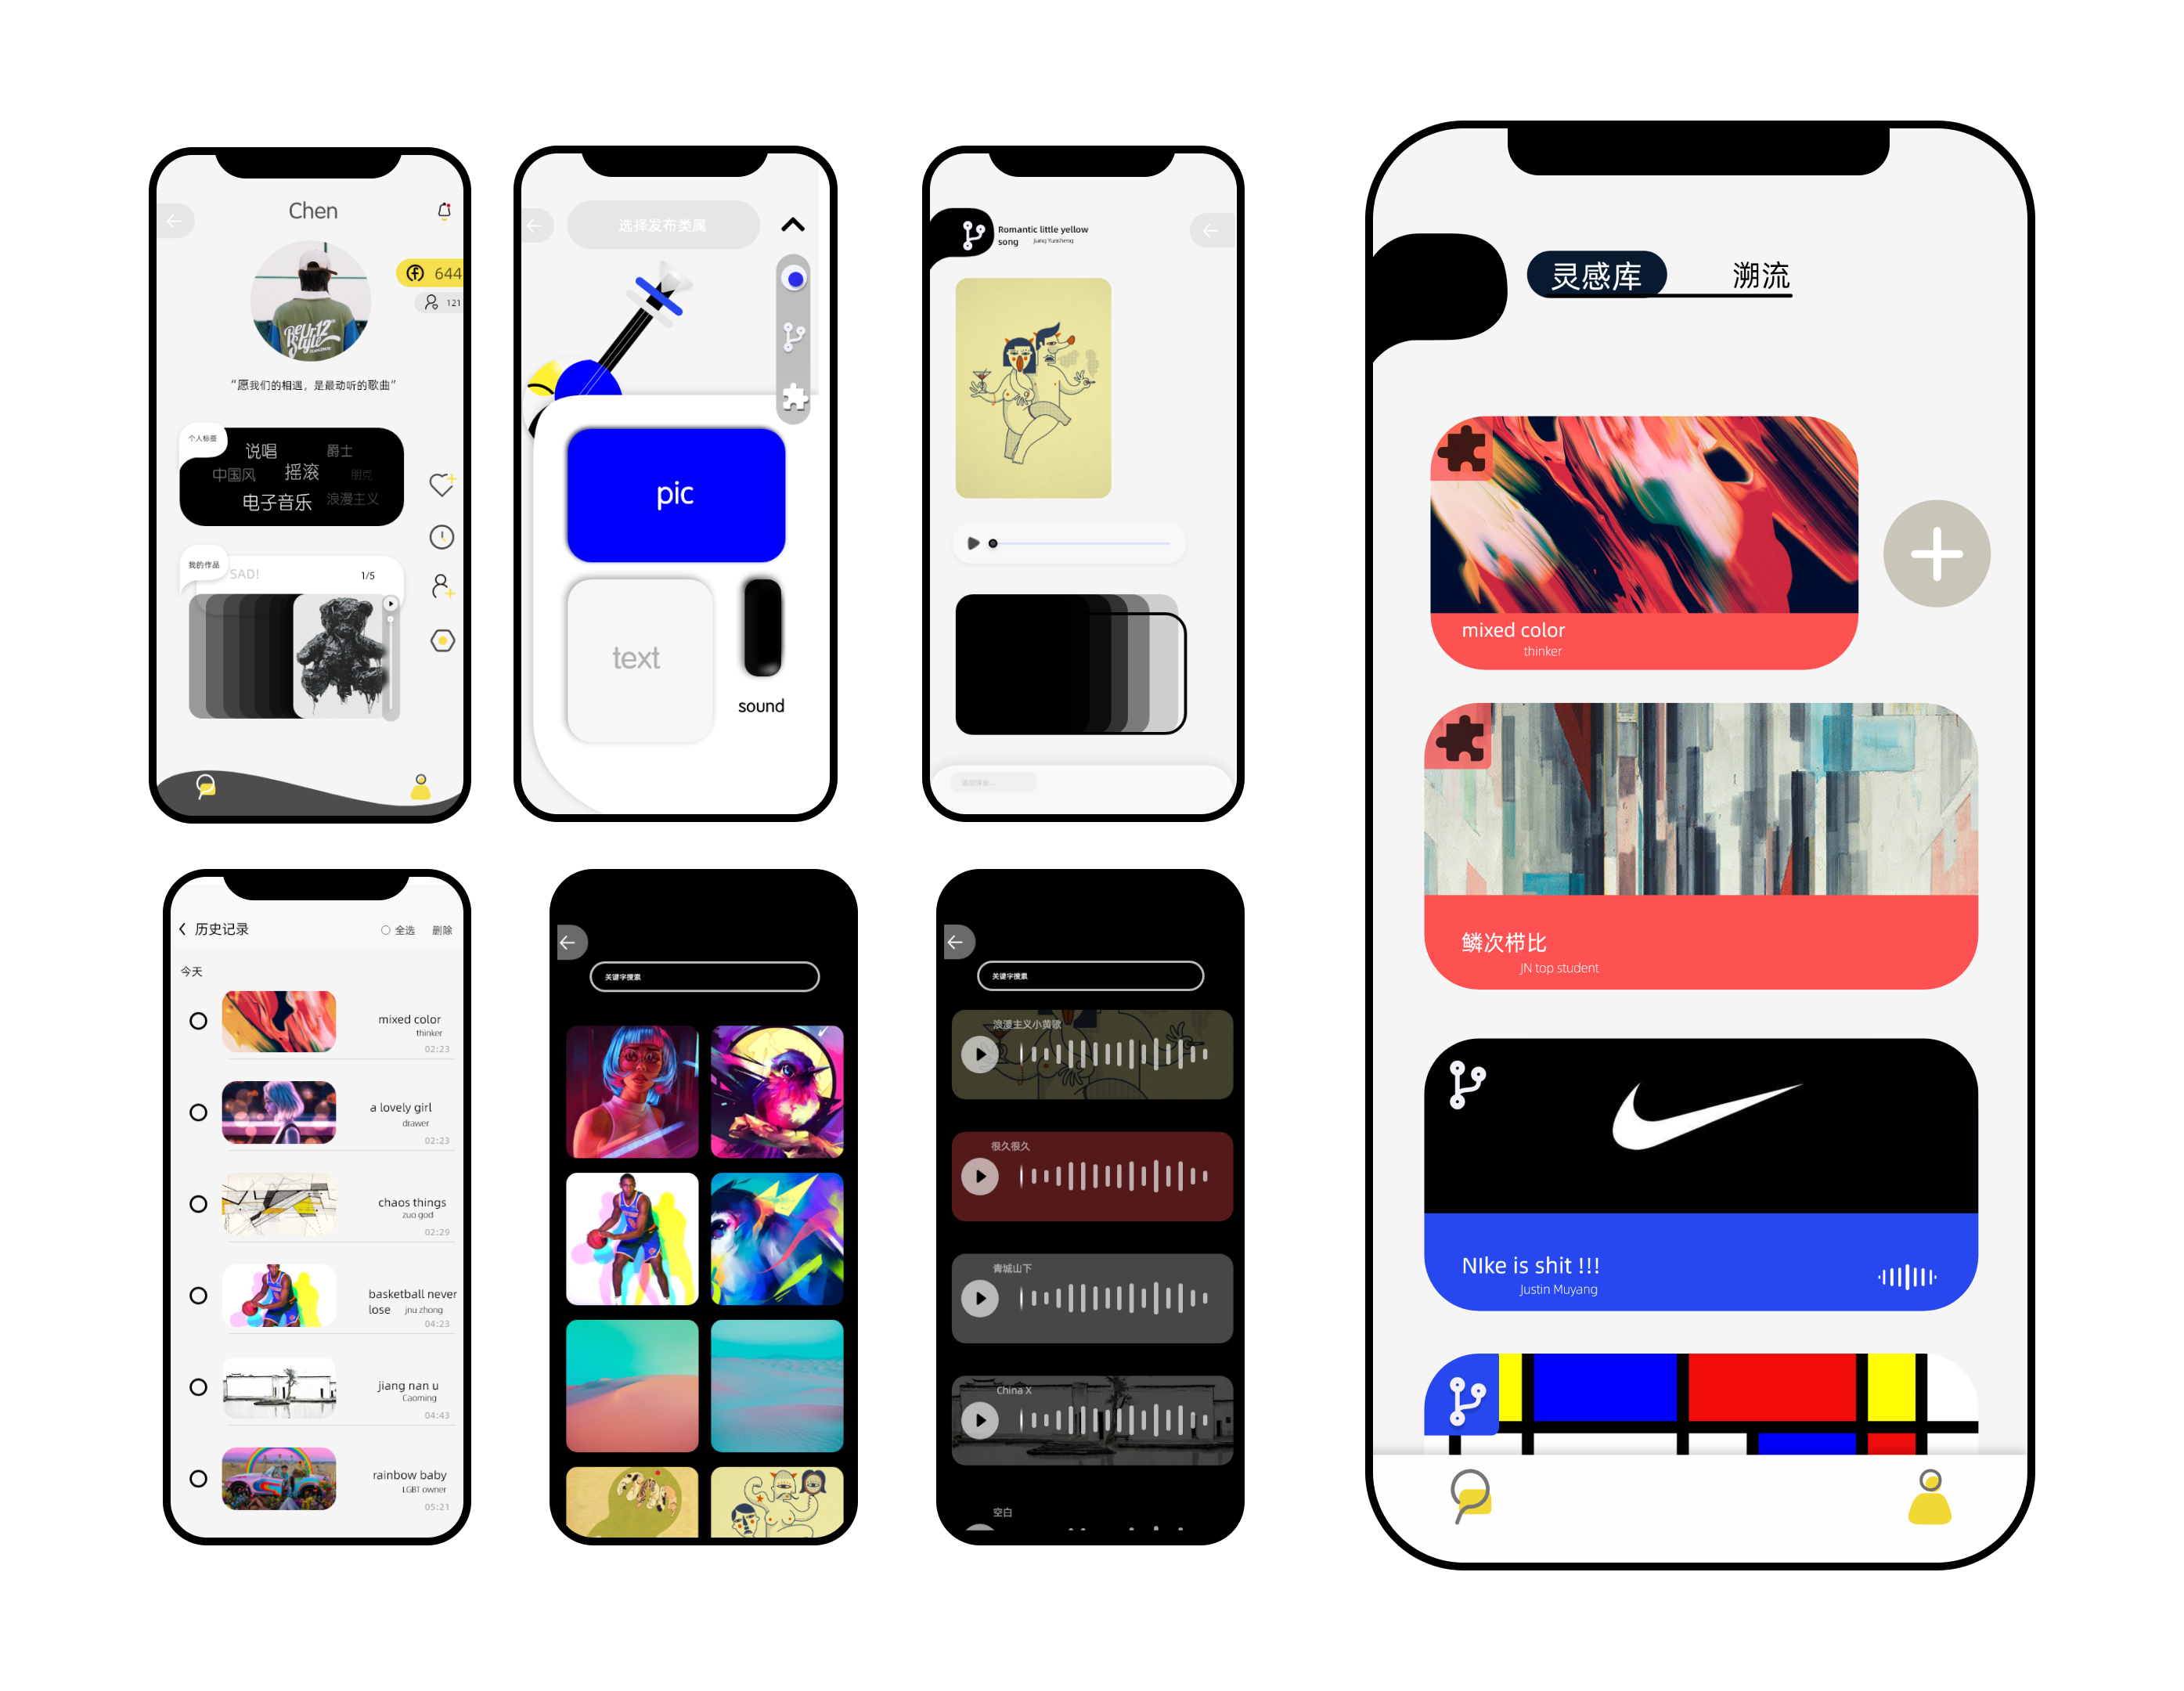 Chen
644
121
“愿我们的相遇，是最动听的歌曲”
个人标签
说唱
爵士
中国风
摇滚
朋克
电子音乐
浪漫主义
我的作品
SAD!
1/5
选择发布类属
pic
text
sound
Romantic little yellow
song
Jiang Yunsheng
灵感库
溯流
mixed color
thinker
鳞次栉比
JN top student
NIke is shit !!!
Justin Muyang
历史记录
全选
删除
今天
mixed color
thinker
02:23
a lovely girl
drawer
02:23
chaos things
zuo god
02:29
basketball never
lose jnu zhong
04:23
jiang nan u
Caoming
04:43
rainbow baby
LGBT owner
05:21
关键字搜素
关键字搜素
浪漫主义小黄歌
很久很久
青城山下
China X
空白